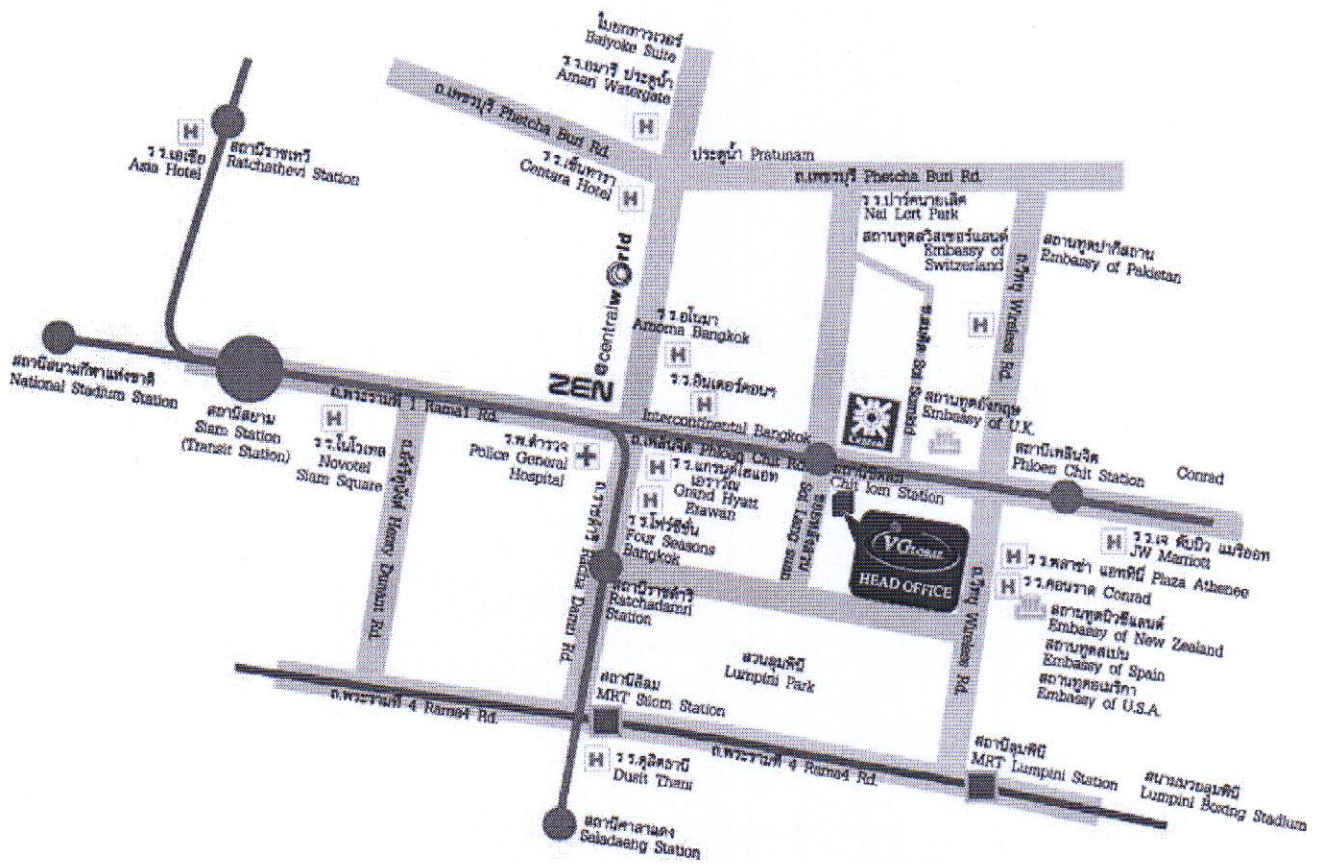 ใบยกทาวเวอร์
Baiyoke Suite
ร.ร.อมารี ประตูน้ำ
Amari Watergate
ถ.เพชรบุรี Phetcha Buri Rd.
ประตูน้ำ Pratunam
ถ.เพชรบุรี Phetcha Buri Rd.
ร.ร.เอเชีย
Asia Hotel
สถานีราชเทวี
Ratchathevi Station
ร.ร.เซ็นทารา
Centara Hotel
ร.ร.ปาร์คนายเลิศ
Nai Lert Park
สถานทูตสวิสเซอร์แลนด์
Embassy of
Switzerland
สถานทูตปากีสถาน
Embassy of Pakistan
ถ.วิทยุ Wireless Rd.
@centralworld
ZEN
ร.ร.อโนมา
Amoma Bangkok
ร.ร.อินเตอร์คอนฯ
Intercontinental Bangkok
ซ.สมคิด Soi Somkid
สถานทูตอังกฤษ
Embassy of U.K.
สถานีสนามกีฬาแห่งชาติ
National Stadium Station
สถานีสยาม
Siam Station
(Transit Station)
ถ.พระรามที่ 1 Rama1 Rd.
ร.ร.โนโวเทล
Novotel
Siam Square
Henry Dunant Rd.
ร.พ.ตำรวจ
Police General
Hospital
ถ.เพลินจิต Phloen Chit Rd.
ร.ร.แกรนด์ไฮแอท
เอราวัณ
Grand Hyatt
Erawan
ร.ร.โฟร์ซีซั่น
Four Seasons
Bangkok
สถานีชิดลม
Chit lom Station
สถานีเพลินจิต
Phloen Chit Station
Conrad
ร.ร.เจ ดับบิว แมริออท
JW Marriott
VGLOBAL
HEAD OFFICE
ร.ร.พลาซ่า แอททินี Plaza Athenee
ร.ร.คอนราด Conrad
สถานทูตนิวซีแลนด์
Embassy of New Zealand
สถานทูตสเปน
Embassy of Spain
สถานทูตอเมริกา
Embassy of U.S.A.
ถ.วิทยุ Wireless Rd.
ถ.ราชดำริ Racha Damri Rd.
สถานีราชดำริ
Ratchadamri
Station
สวนลุมพินี
Lumpini Park
ถ.พระรามที่ 4 Rama4 Rd.
สถานีสีลม
MRT Silom Station
ถ.พระรามที่ 4 Rama4 Rd.
สถานีลุมพินี
MRT Lumpini Station
สนามมวยลุมพินี
Lumpini Boxing Stadium
ร.ร.ดุสิตธานี
Dusit Thani
สถานีศาลาแดง
Saladaeng Station